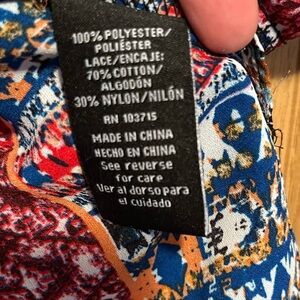 100% POLYESTER/
POLIÉSTER
LACE/ENCAJE:
70% COTTON/
ALGODÓN
30% NYLON/NILÓN
RN 103715
MADE IN CHINA
HECHO EN CHINA
See reverse
for care
Ver al dorso para
el cuidado